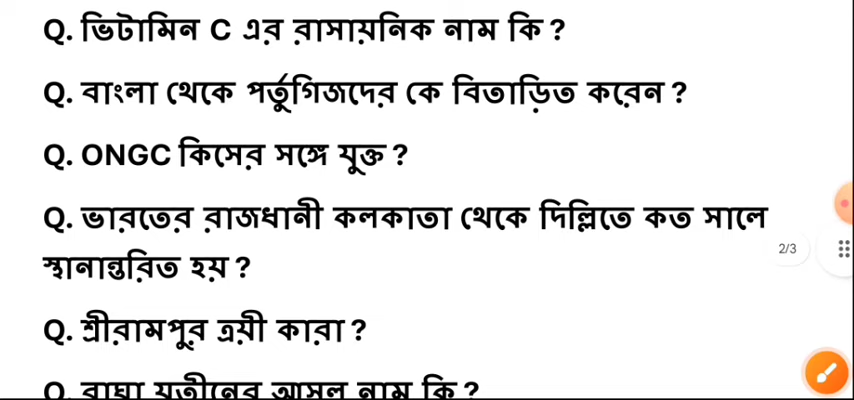 Q. ভিটামিন C এর রাসায়নিক নাম কি ?
Q. বাংলা থেকে পর্তুগিজদের কে বিতাড়িত করেন ?
Q. ONGC কিসের সঙ্গে যুক্ত ?
Q. ভারতের রাজধানী কলকাতা থেকে দিল্লিতে কত সালে
স্থানান্তরিত হয় ?
2/3
Q. শ্রীরামপুর ত্রয়ী কারা ?
Q. বাঘা যতীনের আসল নাম কি ?